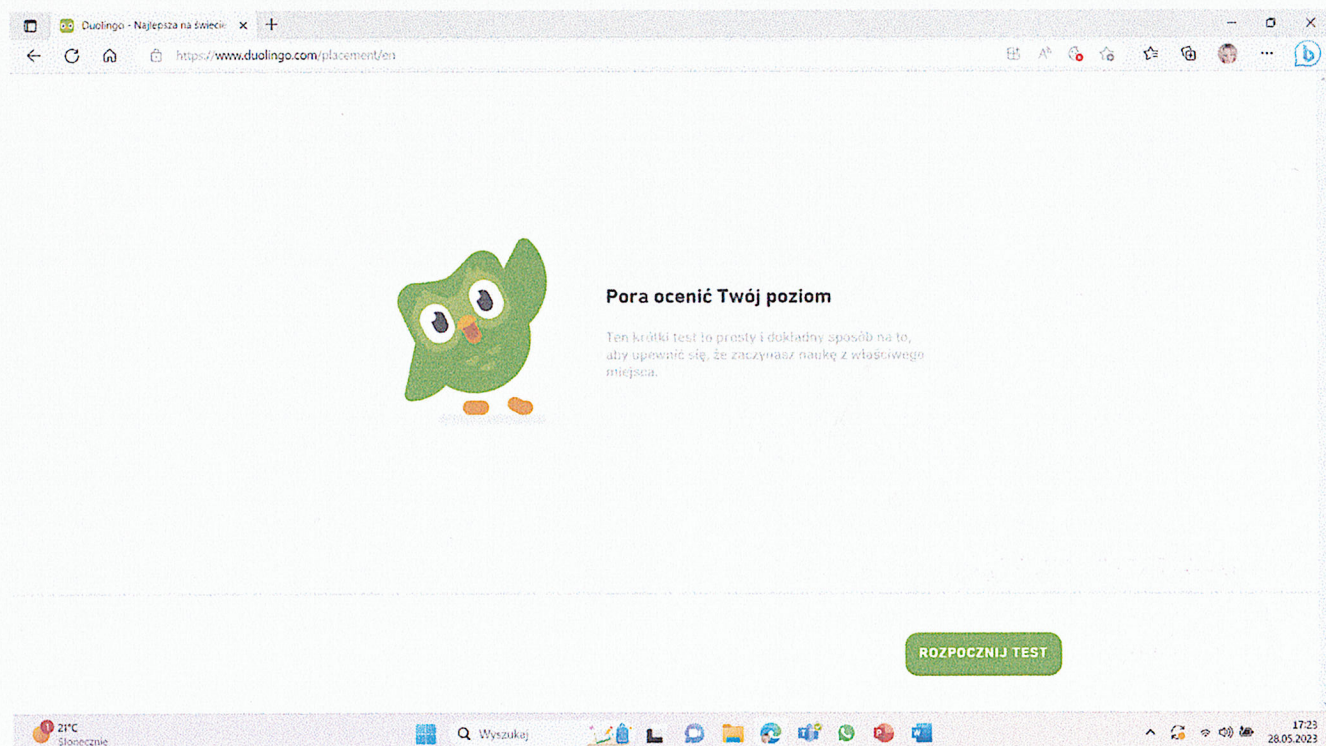 Duolingo - Najlepsza na świecie
https://www.duolingo.com/placement/en
Pora ocenić Twój poziom
Ten krótki test to prosty i dokładny sposób na to,
aby upewnić się, że zaczynasz naukę z właściwego
miejsca.
ROZPOCZNIJ TEST
1
21°C
Słonecznie
Wyszukaj
17:23
28.05.2023